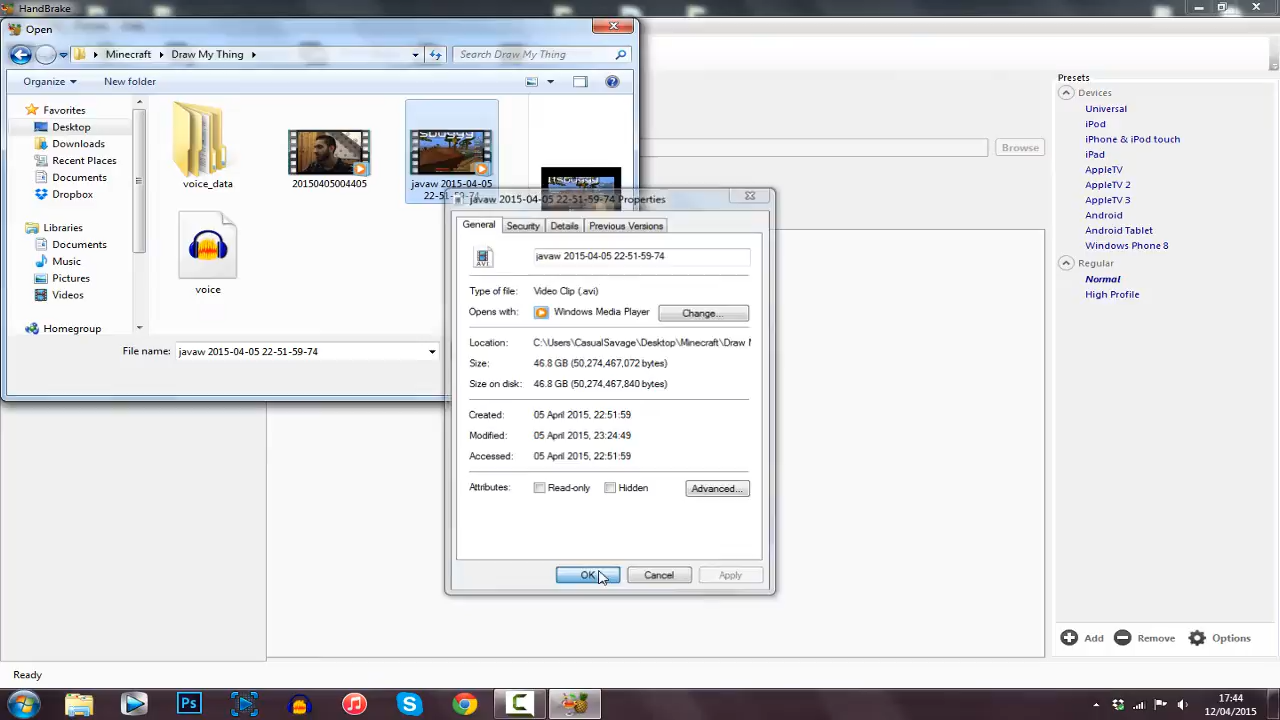 HandBrake
Open
Minecraft Draw My Thing
Search Draw My Thing
Organize
New folder
Favorites
Desktop
Downloads
Recent Places
Documents
Dropbox
Libraries
Documents
Music
Pictures
Videos
Homegroup
voice_data
20150405004405
javaw 2015-04-05
22-51-59-74
voice
File name:
javaw 2015-04-05 22-51-59-74
javaw 2015-04-05 22-51-59-74 Properties
General Security Details Previous Versions
AVI
javaw 2015-04-05 22-51-59-74
Type of file: Video Clip (.avi)
Opens with: Windows Media Player Change...
Location: C:\Users\CasualSavage\Desktop\Minecraft\Draw M
Size: 46.8 GB (50,274,467,072 bytes)
Size on disk: 46.8 GB (50,274,467,840 bytes)
Created: 05 April 2015, 22:51:59
Modified: 05 April 2015, 23:24:49
Accessed: 05 April 2015, 22:51:59
Attributes: Read-only Hidden Advanced...
OK Cancel Apply
Browse
Presets
Devices
Universal
iPod
iPhone & iPod touch
iPad
AppleTV
AppleTV 2
AppleTV 3
Android
Android Tablet
Windows Phone 8
Regular
Normal
High Profile
Add Remove Options
Ready
Ps
17:44
12/04/2015